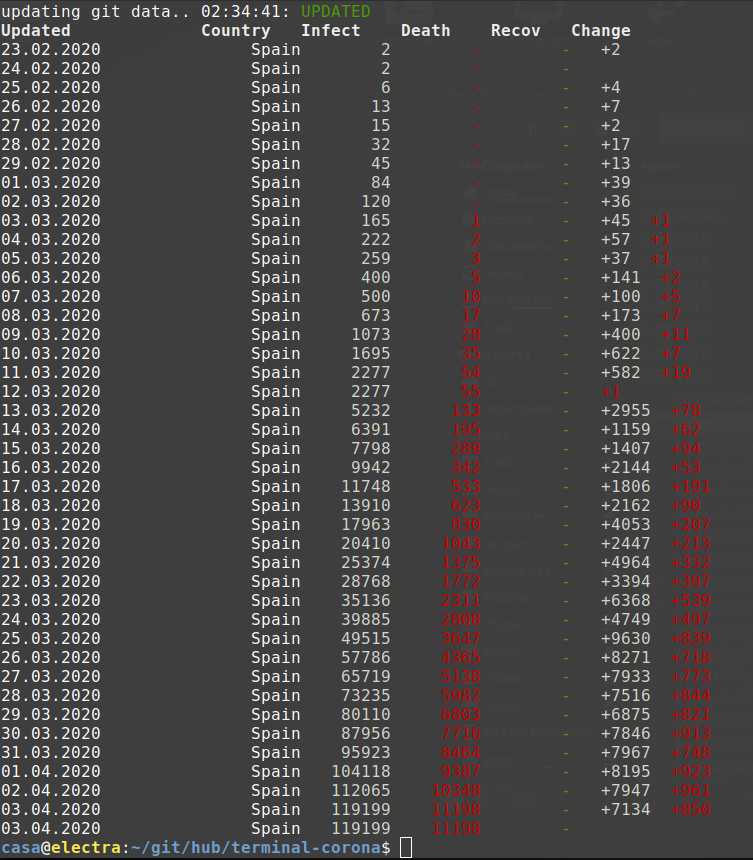 updating git data.. 02:34:41: UPDATED
Updated Country Infect Death Recov Change
23.02.2020 Spain 2 - - +2
24.02.2020 Spain 2 - -
25.02.2020 Spain 6 - - +4
26.02.2020 Spain 13 - - +7
27.02.2020 Spain 15 - - +2
28.02.2020 Spain 32 - - +17
29.02.2020 Spain 45 - - +13
01.03.2020 Spain 84 - - +39
02.03.2020 Spain 120 - - +36
03.03.2020 Spain 165 1 - +45 +1
04.03.2020 Spain 222 2 - +57 +1
05.03.2020 Spain 259 3 - +37 +1
06.03.2020 Spain 400 5 - +141 +2
07.03.2020 Spain 500 10 - +100 +5
08.03.2020 Spain 673 17 - +173 +7
09.03.2020 Spain 1073 28 - +400 +11
10.03.2020 Spain 1695 35 - +622 +7
11.03.2020 Spain 2277 54 - +582 +19
12.03.2020 Spain 2277 55 - +1
13.03.2020 Spain 5232 133 - +2955 +78
14.03.2020 Spain 6391 195 - +1159 +62
15.03.2020 Spain 7798 289 - +1407 +94
16.03.2020 Spain 9942 342 - +2144 +53
17.03.2020 Spain 11748 533 - +1806 +191
18.03.2020 Spain 13910 623 - +2162 +90
19.03.2020 Spain 17963 830 - +4053 +207
20.03.2020 Spain 20410 1043 - +2447 +213
21.03.2020 Spain 25374 1375 - +4964 +332
22.03.2020 Spain 28768 1772 - +3394 +397
23.03.2020 Spain 35136 2311 - +6368 +539
24.03.2020 Spain 39885 2808 - +4749 +497
25.03.2020 Spain 49515 3647 - +9630 +839
26.03.2020 Spain 57786 4365 - +8271 +718
27.03.2020 Spain 65719 5138 - +7933 +773
28.03.2020 Spain 73235 5982 - +7516 +844
29.03.2020 Spain 80110 6803 - +6875 +821
30.03.2020 Spain 87956 7716 - +7846 +913
31.03.2020 Spain 95923 8464 - +7967 +748
01.04.2020 Spain 104118 9387 - +8195 +923
02.04.2020 Spain 112065 10348 - +7947 +961
03.04.2020 Spain 119199 11198 - +7134 +850
03.04.2020 Spain 119199 11198 -
casa@electra:~/git/hub/terminal-corona$